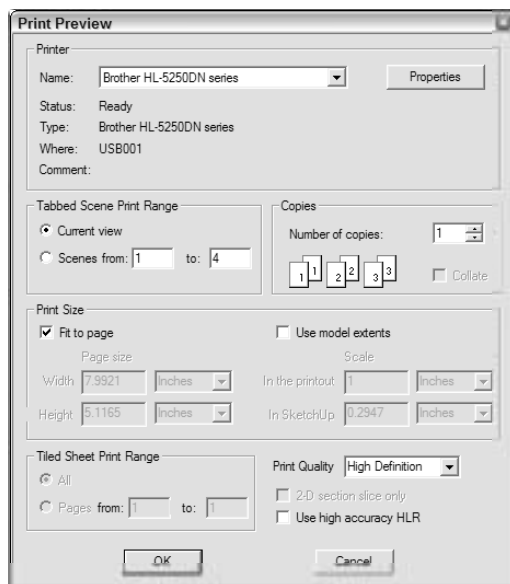 Print Preview
Printer
Name: Brother HL-5250DN series Properties
Status: Ready
Type: Brother HL-5250DN series
Where: USB001
Comment:
Tabbed Scene Print Range Copies
Current view Number of copies: 1
Scenes from: 1 to: 4
1 1 2 2 3 3 Collate
Print Size
Fit to page Use model extents
Page size Scale
Width 7.9921 Inches In the printout 1 Inches
Height 5.1165 Inches In SketchUp 0.2947 Inches
Tiled Sheet Print Range Print Quality High Definition
All 2-D section slice only
Pages from: 1 to: 1 Use high accuracy HLR
OK Cancel